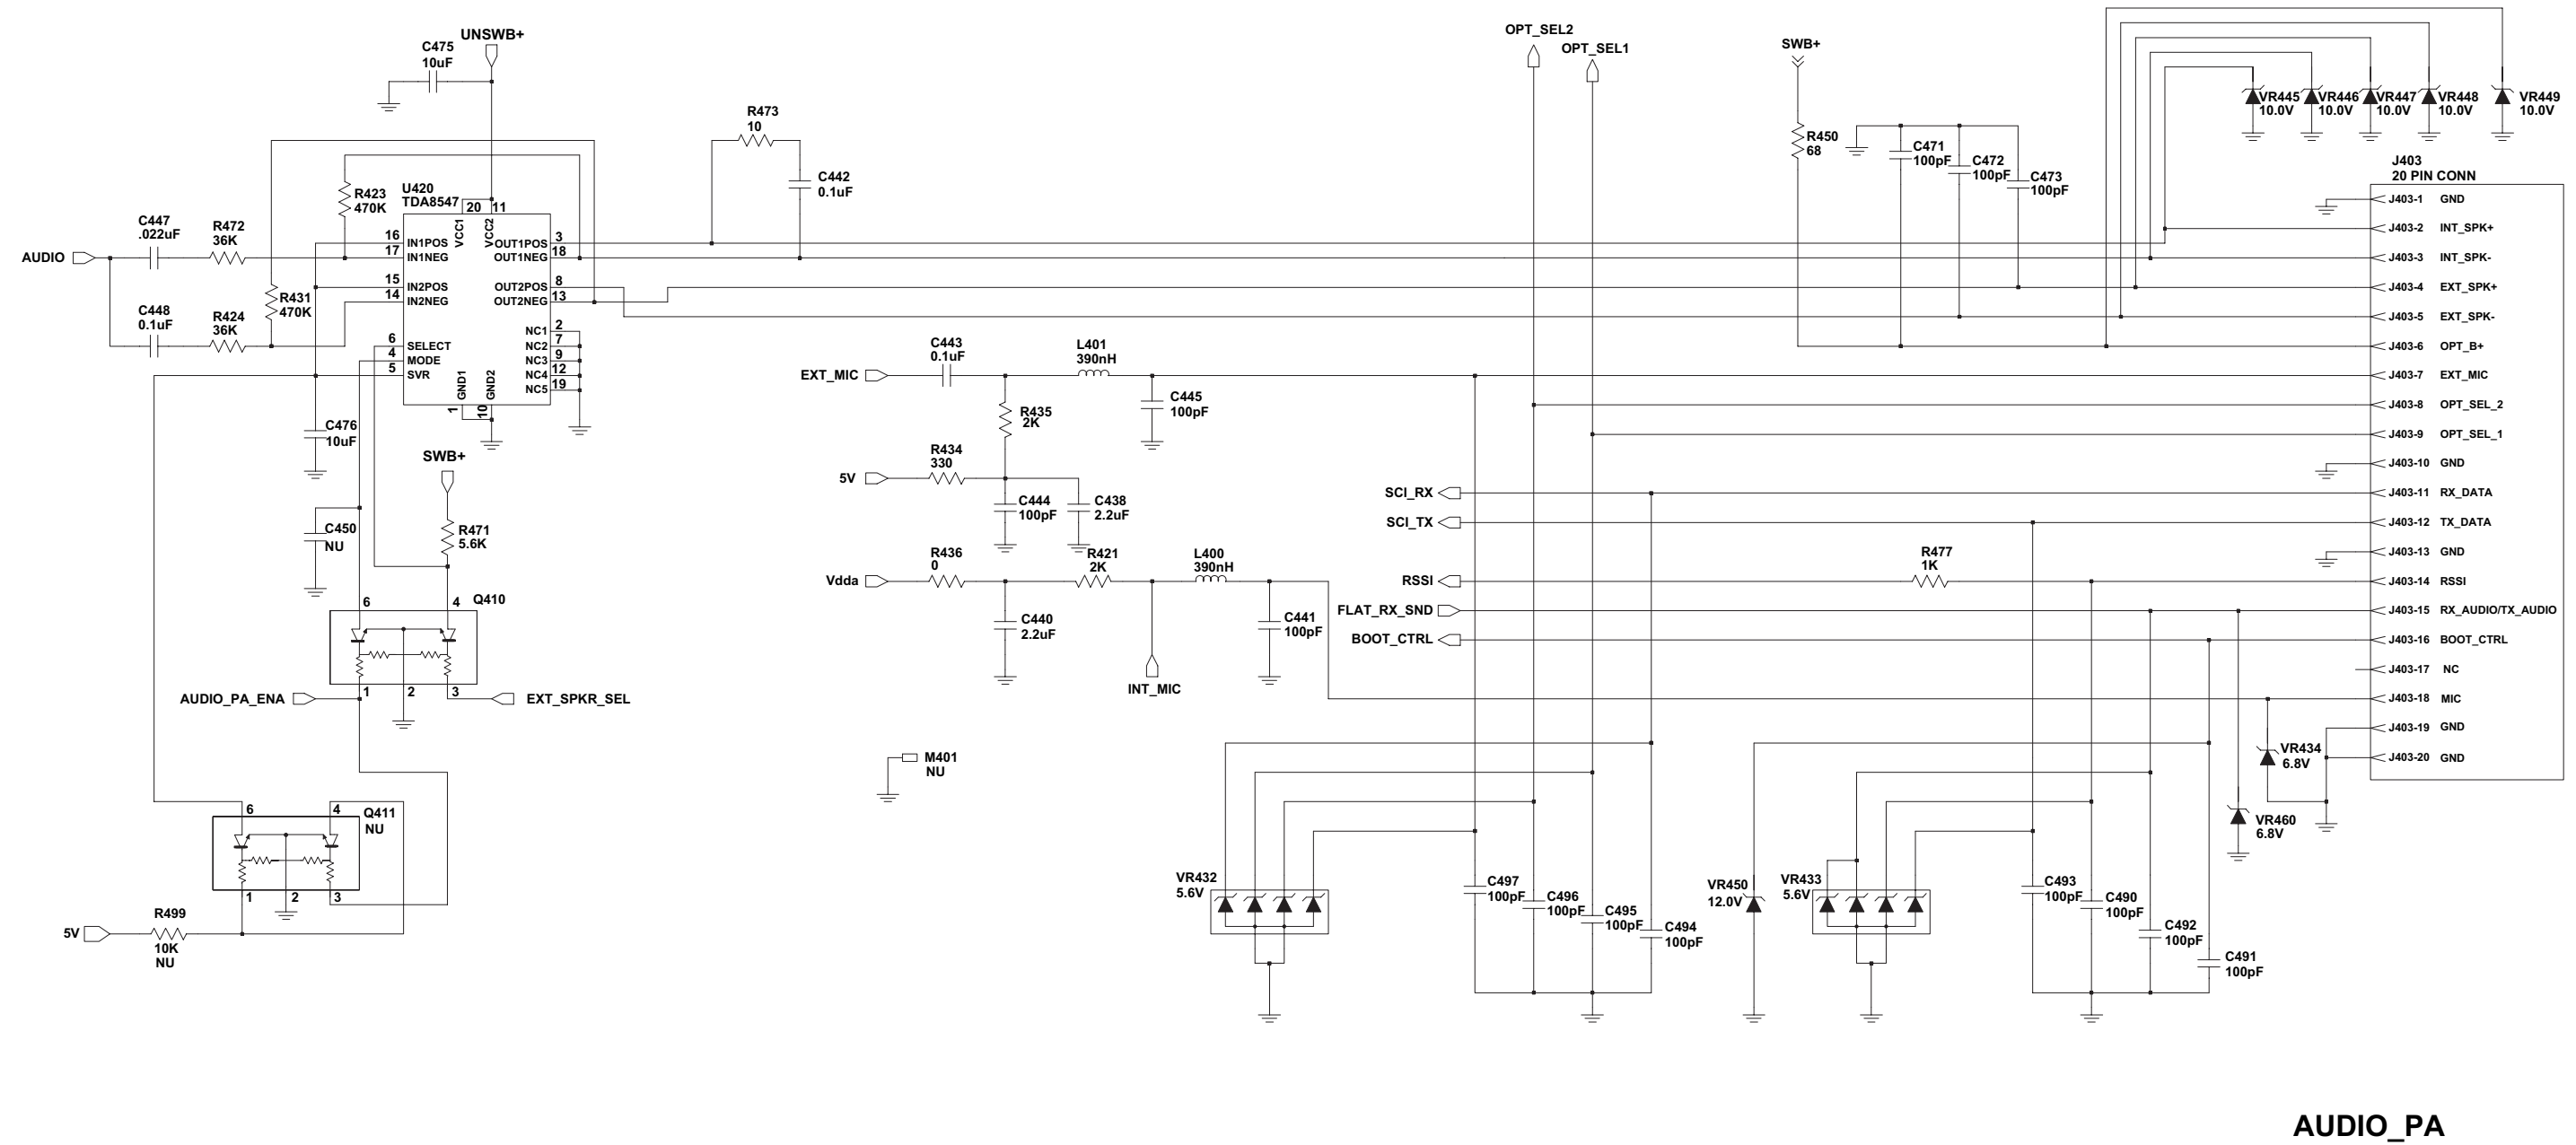 UNSWB+
C475
10uF
OPT_SEL2
OPT_SEL1
SWB+
VR445
10.0V
VR446
10.0V
VR447
10.0V
VR448
10.0V
VR449
10.0V
R473
10
C442
0.1uF
R450
68
C471
100pF
C472
100pF
C473
100pF
J403
20 PIN CONN
J403-1 GND
J403-2 INT_SPK+
J403-3 INT_SPK-
J403-4 EXT_SPK+
J403-5 EXT_SPK-
J403-6 OPT_B+
J403-7 EXT_MIC
J403-8 OPT_SEL_2
J403-9 OPT_SEL_1
J403-10 GND
J403-11 RX_DATA
J403-12 TX_DATA
J403-13 GND
J403-14 RSSI
J403-15 RX_AUDIO/TX_AUDIO
J403-16 BOOT_CTRL
J403-17 NC
J403-18 MIC
J403-19 GND
J403-20 GND
R423
470K
U420
TDA8547
20 11
VCC1
VCC2
16 IN1POS
17 IN1NEG
15 IN2POS
14 IN2NEG
6 SELECT
4 MODE
5 SVR
OUT1POS 3
OUT1NEG 18
OUT2POS 8
OUT2NEG 13
NC1 2
NC2 7
NC3 9
NC4 12
NC5 19
GND1
GND2
1 10
AUDIO
C447
.022uF
R472
36K
C448
0.1uF
R424
36K
R431
470K
C476
10uF
SWB+
C450
NU
R471
5.6K
6 4
Q410
1 2 3
AUDIO_PA_ENA
EXT_SPKR_SEL
6 4
Q411
NU
1 2 3
5V
R499
10K
NU
EXT_MIC
C443
0.1uF
L401
390nH
R435
2K
C445
100pF
5V
R434
330
C444
100pF
C438
2.2uF
Vdda
R436
0
R421
2K
L400
390nH
C440
2.2uF
C441
100pF
INT_MIC
M401
NU
SCI_RX
SCI_TX
RSSI
R477
1K
FLAT_RX_SND
BOOT_CTRL
VR434
6.8V
VR460
6.8V
VR432
5.6V
C497
100pF
C496
100pF
C495
100pF
C494
100pF
VR450
12.0V
VR433
5.6V
C493
100pF
C490
100pF
C492
100pF
C491
100pF
AUDIO_PA